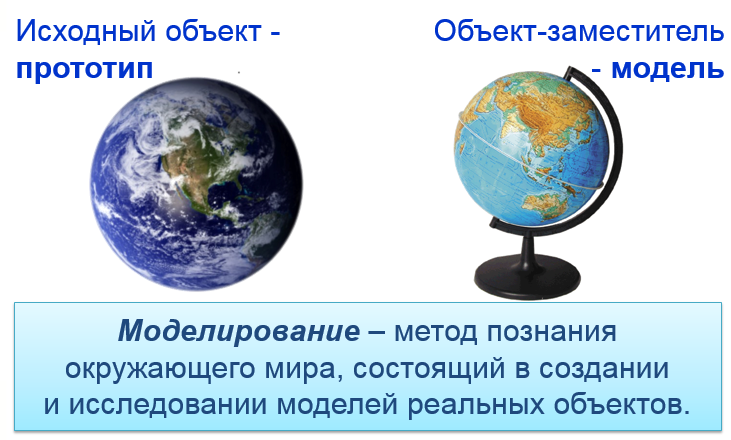 Исходный объект -
прототип
Объект-заместитель
- модель
Моделирование – метод познания
окружающего мира, состоящий в создании
и исследовании моделей реальных объектов.